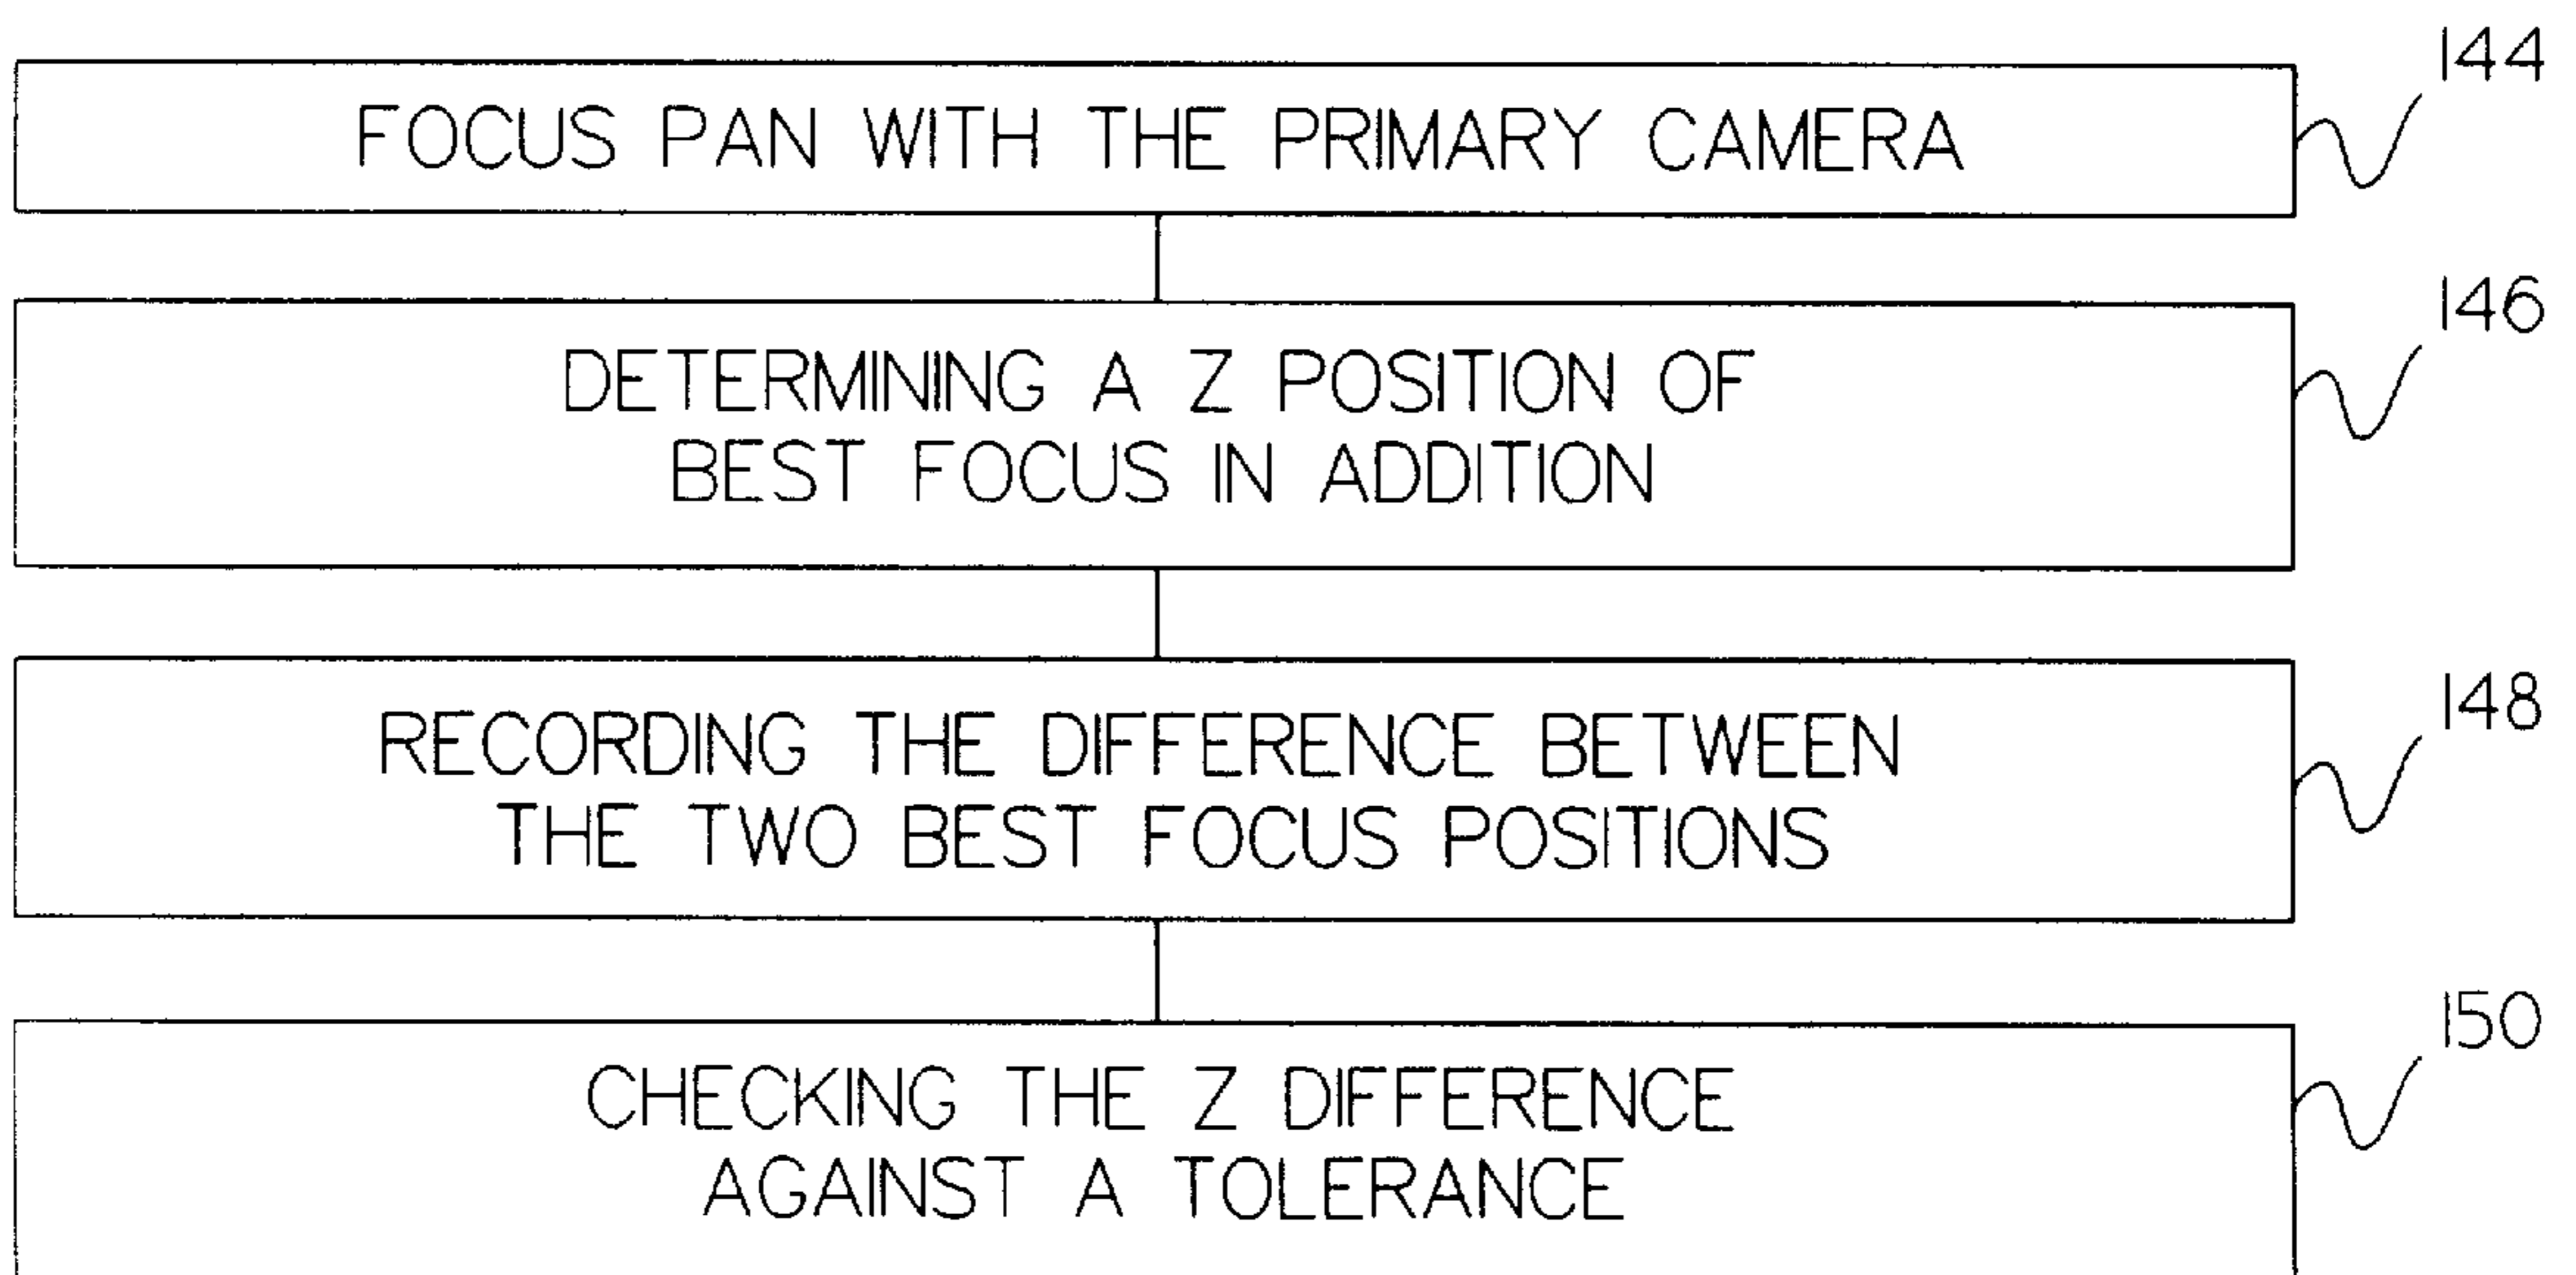 144
FOCUS PAN WITH THE PRIMARY CAMERA
146
DETERMINING A Z POSITION OF
BEST FOCUS IN ADDITION
148
RECORDING THE DIFFERENCE BETWEEN
THE TWO BEST FOCUS POSITIONS
150
CHECKING THE Z DIFFERENCE
AGAINST A TOLERANCE